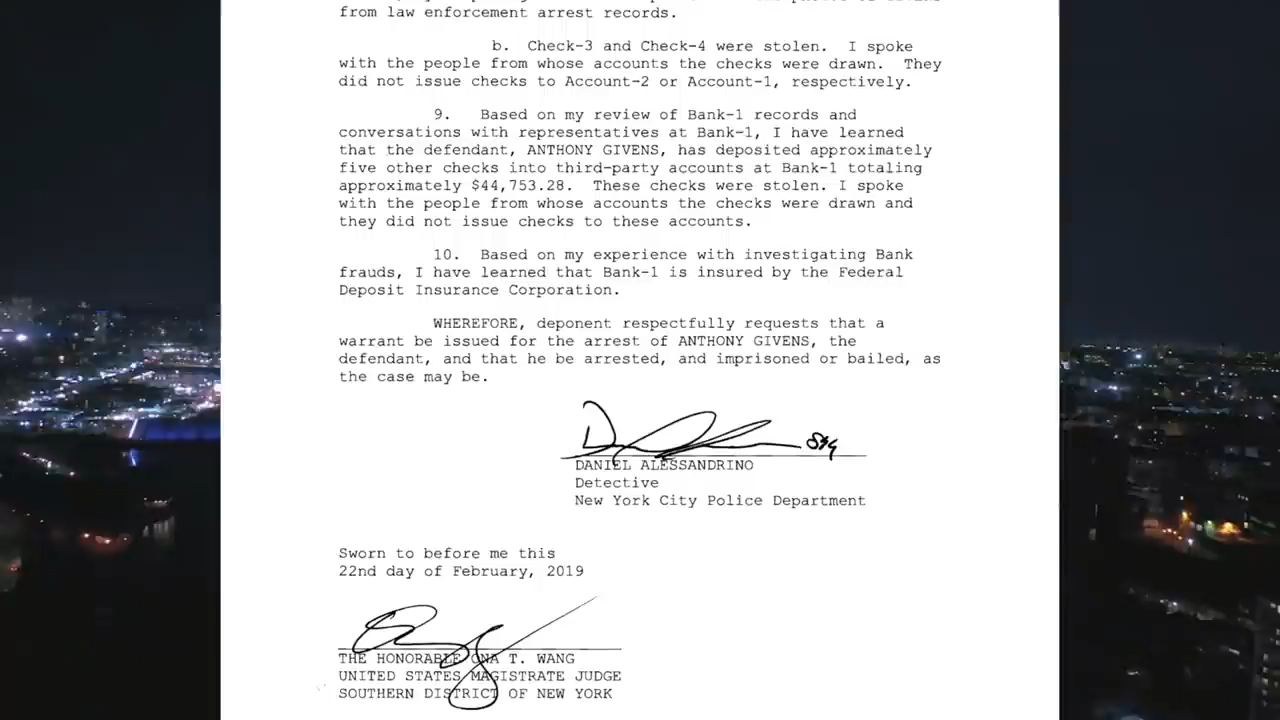 from law enforcement arrest records.
b. Check-3 and Check-4 were stolen. I spoke
with the people from whose accounts the checks were drawn. They
did not issue checks to Account-2 or Account-1, respectively.
9. Based on my review of Bank-1 records and
conversations with representatives at Bank-1, I have learned
that the defendant, ANTHONY GIVENS, has deposited approximately
five other checks into third-party accounts at Bank-1 totaling
approximately $44,753.28. These checks were stolen. I spoke
with the people from whose accounts the checks were drawn and
they did not issue checks to these accounts.
10. Based on my experience with investigating Bank
frauds, I have learned that Bank-1 is insured by the Federal
Deposit Insurance Corporation.
WHEREFORE, deponent respectfully requests that a
warrant be issued for the arrest of ANTHONY GIVENS, the
defendant, and that he be arrested, and imprisoned or bailed, as
the case may be.
DANIEL ALESSANDRINO
Detective
New York City Police Department
Sworn to before me this
22nd day of February, 2019
THE HONORABLE ONA T. WANG
UNITED STATES MAGISTRATE JUDGE
SOUTHERN DISTRICT OF NEW YORK